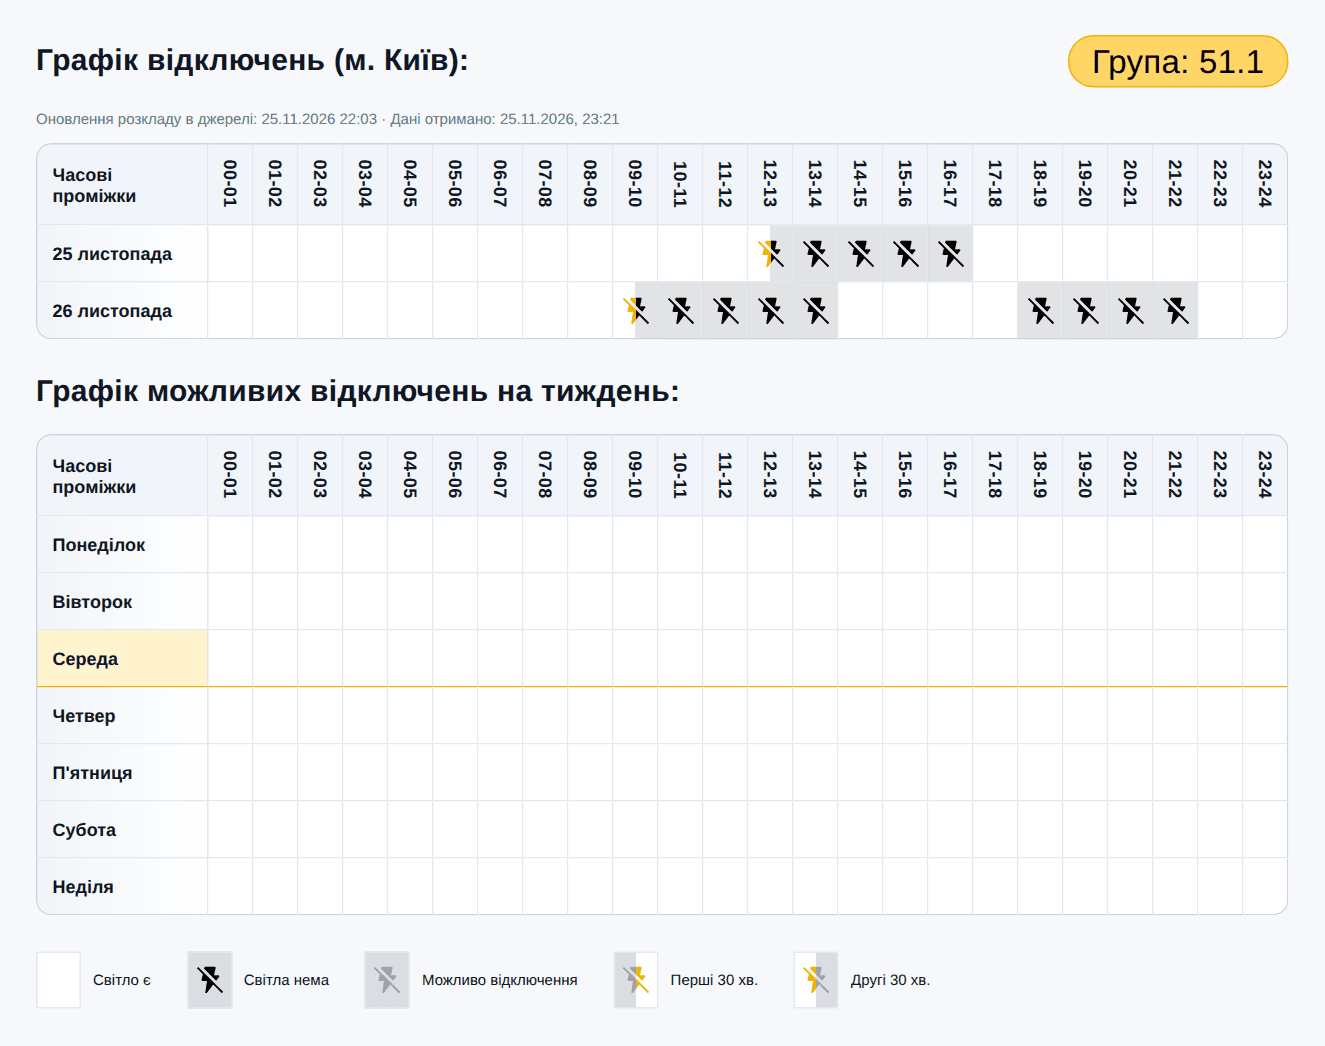 Графік відключень (м. Київ):
Група: 51.1
Оновлення розкладу в джерелі: 25.11.2026 22:03 · Дані отримано: 25.11.2026, 23:21
Часові проміжки 00-01 01-02 02-03 03-04 04-05 05-06 06-07 07-08 08-09 09-10 10-11 11-12 12-13 13-14 14-15 15-16 16-17 17-18 18-19 19-20 20-21 21-22 22-23 23-24
25 листопада
26 листопада
Графік можливих відключень на тиждень:
Часові проміжки 00-01 01-02 02-03 03-04 04-05 05-06 06-07 07-08 08-09 09-10 10-11 11-12 12-13 13-14 14-15 15-16 16-17 17-18 18-19 19-20 20-21 21-22 22-23 23-24
Понеділок
Вівторок
Середа
Четвер
П'ятниця
Субота
Неділя
Світло є Світла нема Можливо відключення Перші 30 хв. Другі 30 хв.